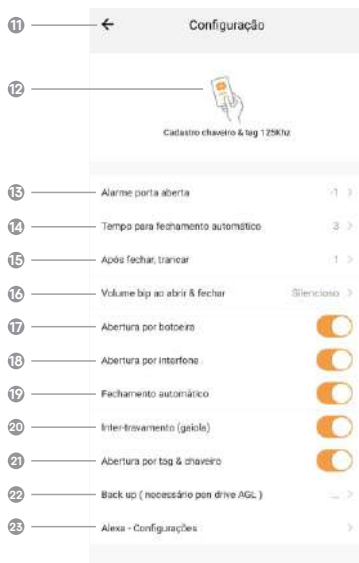 11 ← Configuração
12
Cadastro chaveiro & tag 125Khz
13 Alarme porta aberta -1 >
14 Tempo para fechamento automático 3 >
15 Após fechar, trancar 1 >
16 Volume bip ao abrir & fechar Silencioso >
17 Abertura por botoeira
18 Abertura por interfone
19 Fechamento automático
20 Inter-travamento (gaiola)
21 Abertura por tag & chaveiro
22 Back up ( necessário pen drive AGL ) ... >
23 Alexa - Configurações >